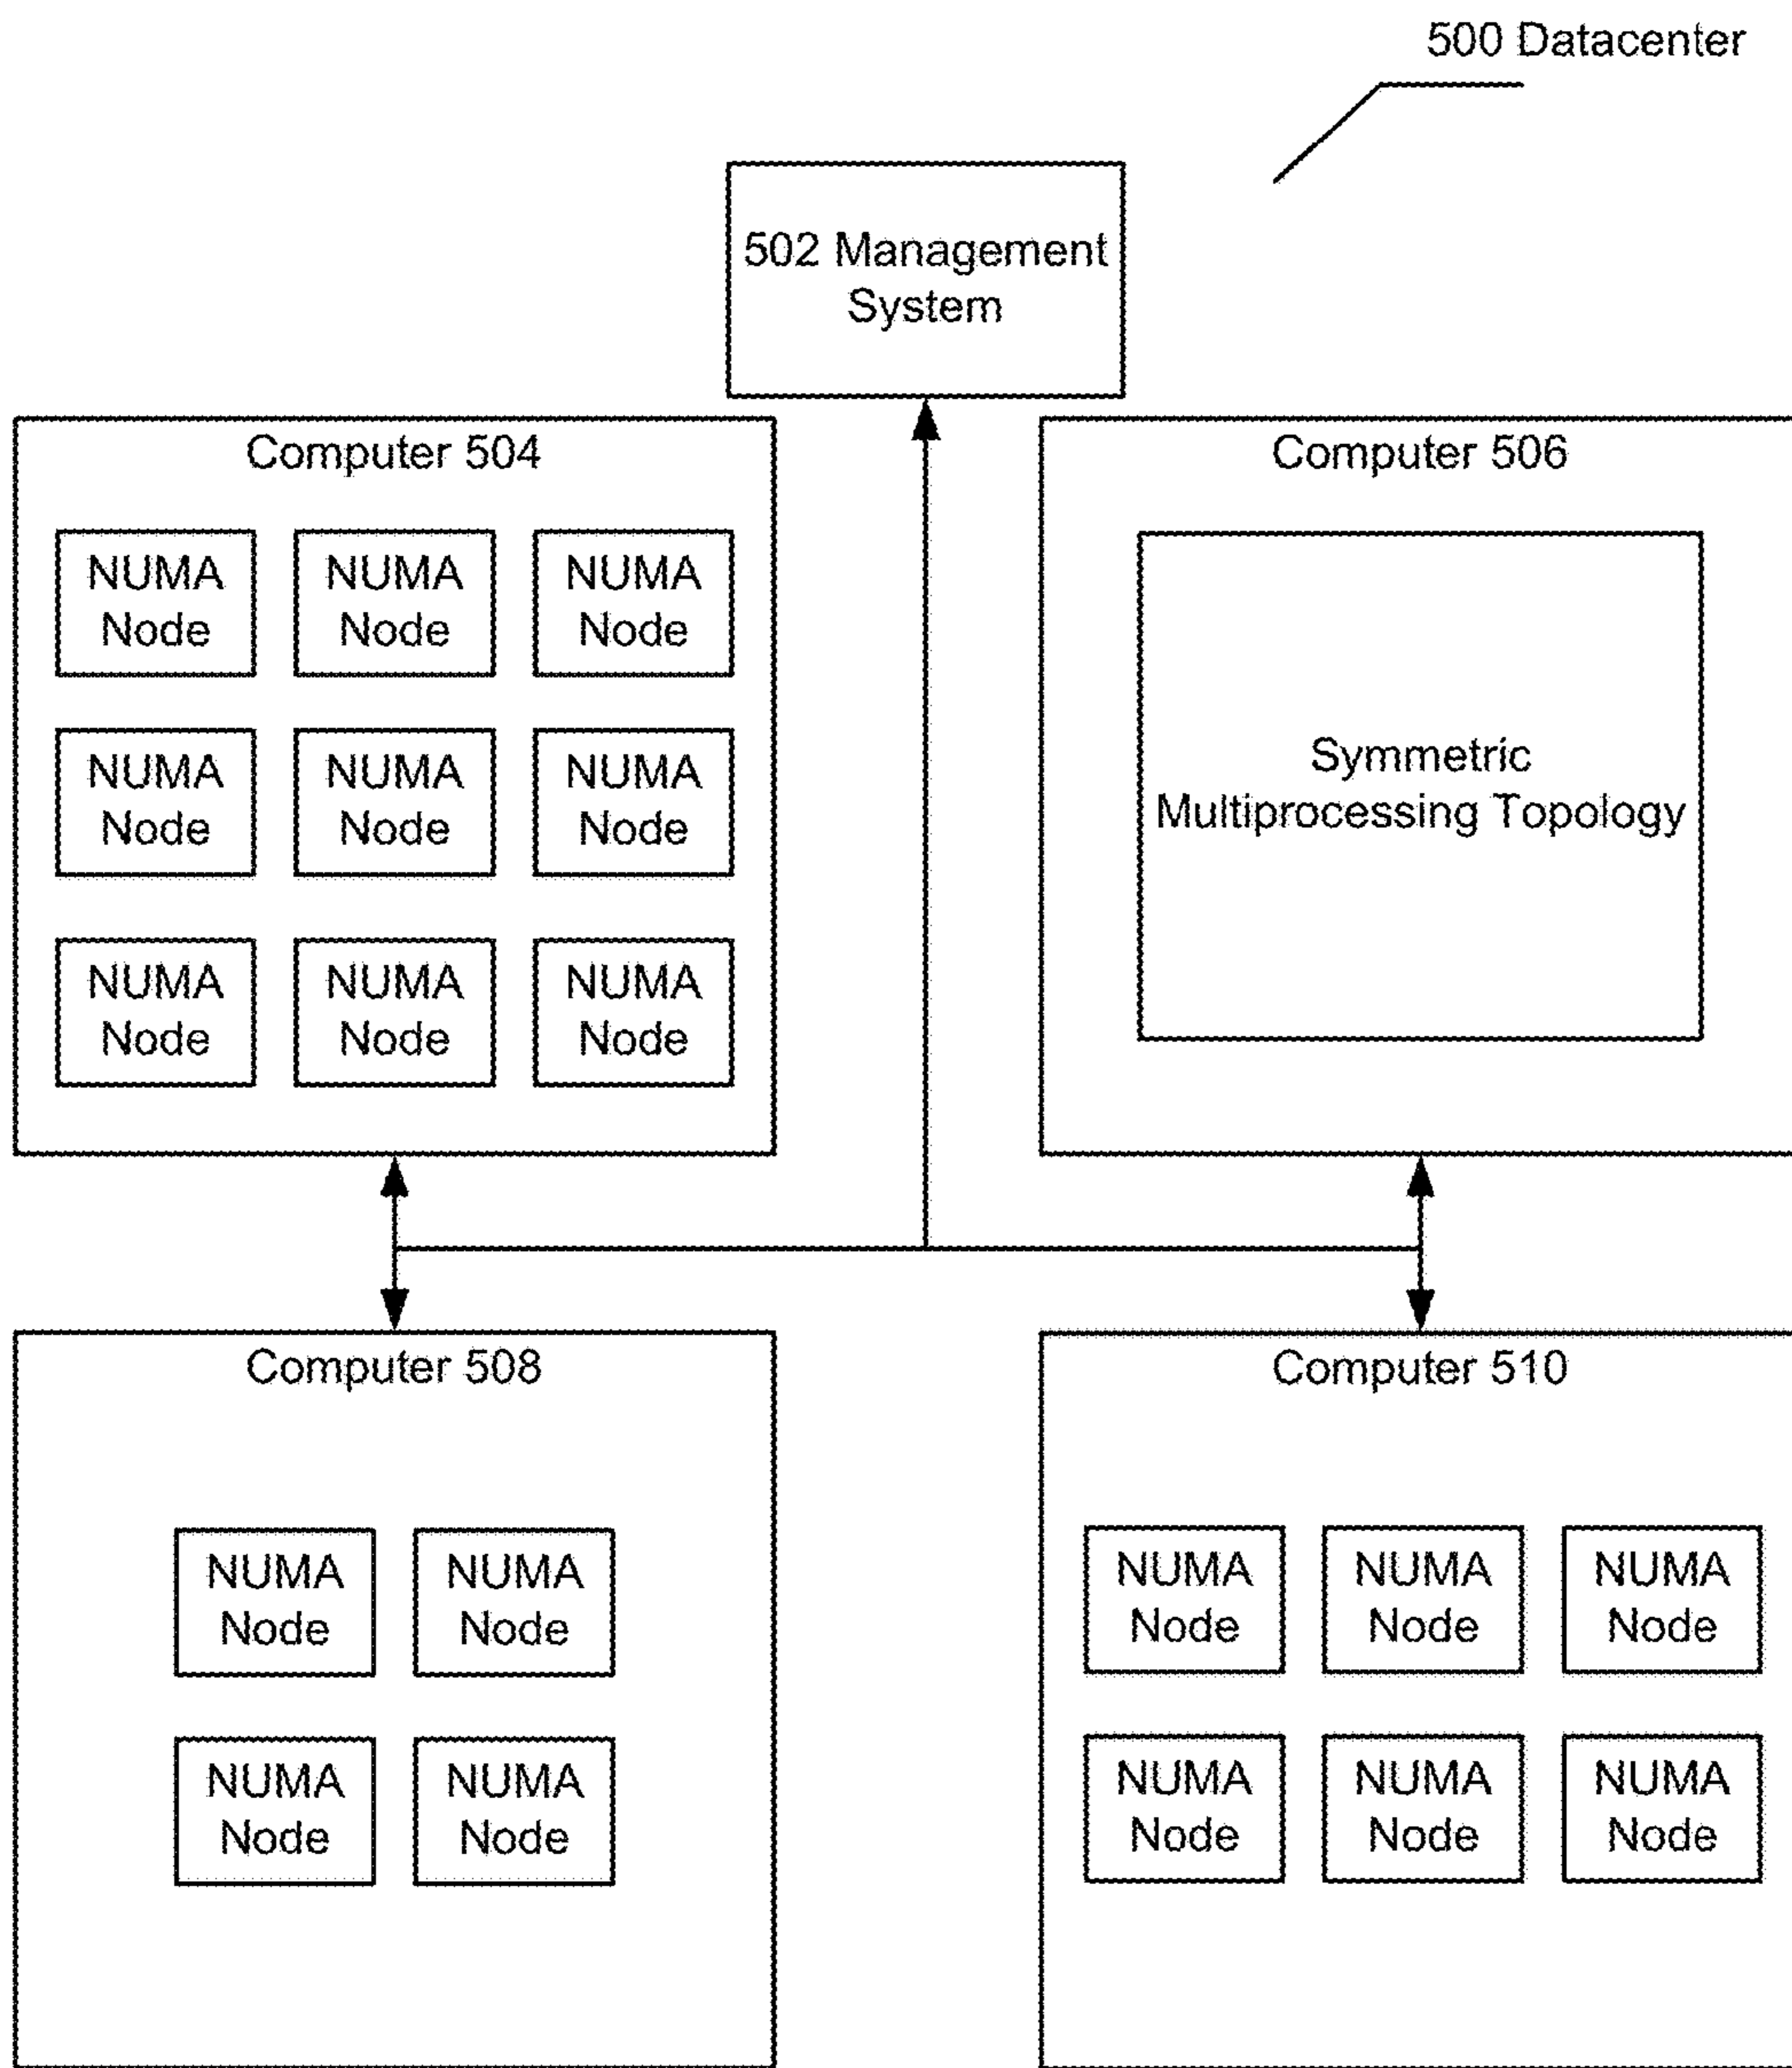 500 Datacenter
502 Management
System
Computer 504
NUMA
Node
NUMA
Node
NUMA
Node
NUMA
Node
NUMA
Node
NUMA
Node
NUMA
Node
NUMA
Node
NUMA
Node
Computer 506
Symmetric
Multiprocessing Topology
Computer 508
NUMA
Node
NUMA
Node
NUMA
Node
NUMA
Node
Computer 510
NUMA
Node
NUMA
Node
NUMA
Node
NUMA
Node
NUMA
Node
NUMA
Node